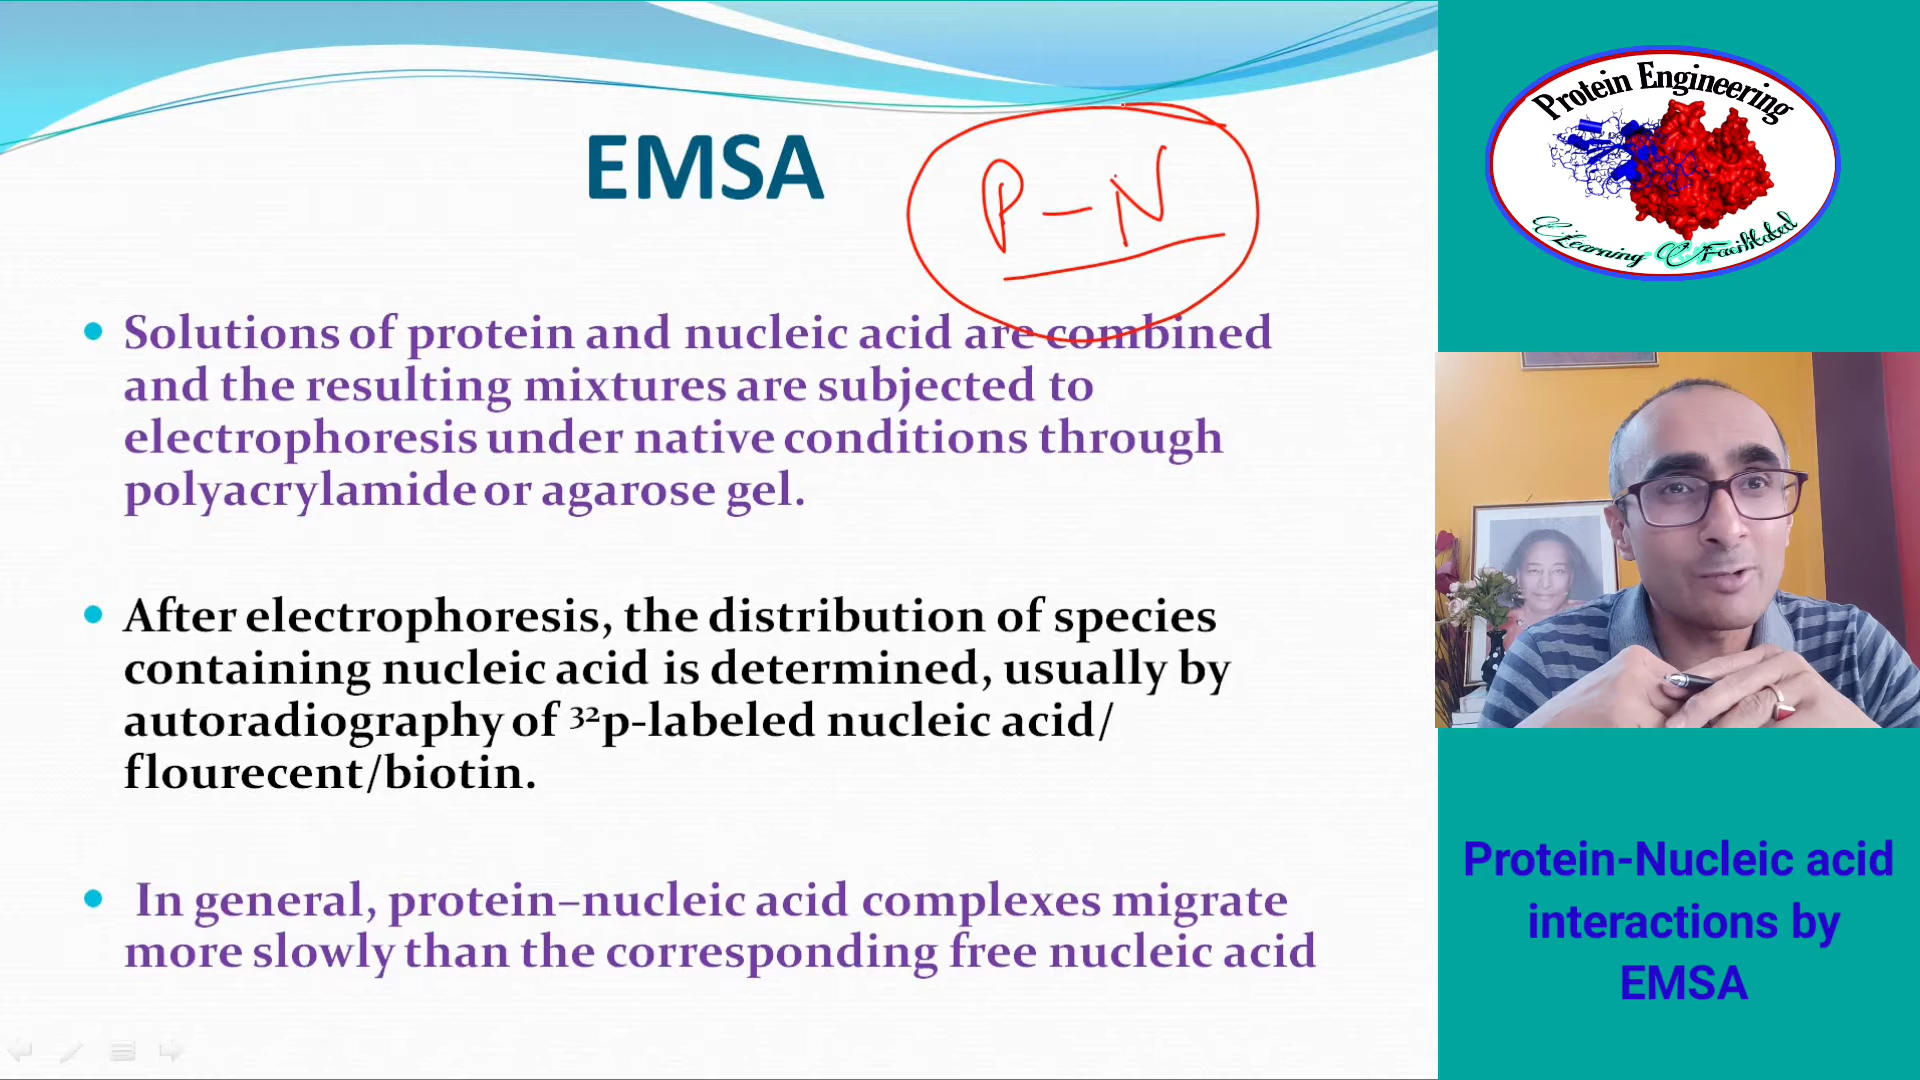 EMSA
P-N
• Solutions of protein and nucleic acid are combined
and the resulting mixtures are subjected to
electrophoresis under native conditions through
polyacrylamide or agarose gel.
• After electrophoresis, the distribution of species
containing nucleic acid is determined, usually by
autoradiography of ³²p-labeled nucleic acid/
flourecent/biotin.
• In general, protein–nucleic acid complexes migrate
more slowly than the corresponding free nucleic acid
Protein Engineering
Learning Facilitated
Protein-Nucleic acid
interactions by
EMSA